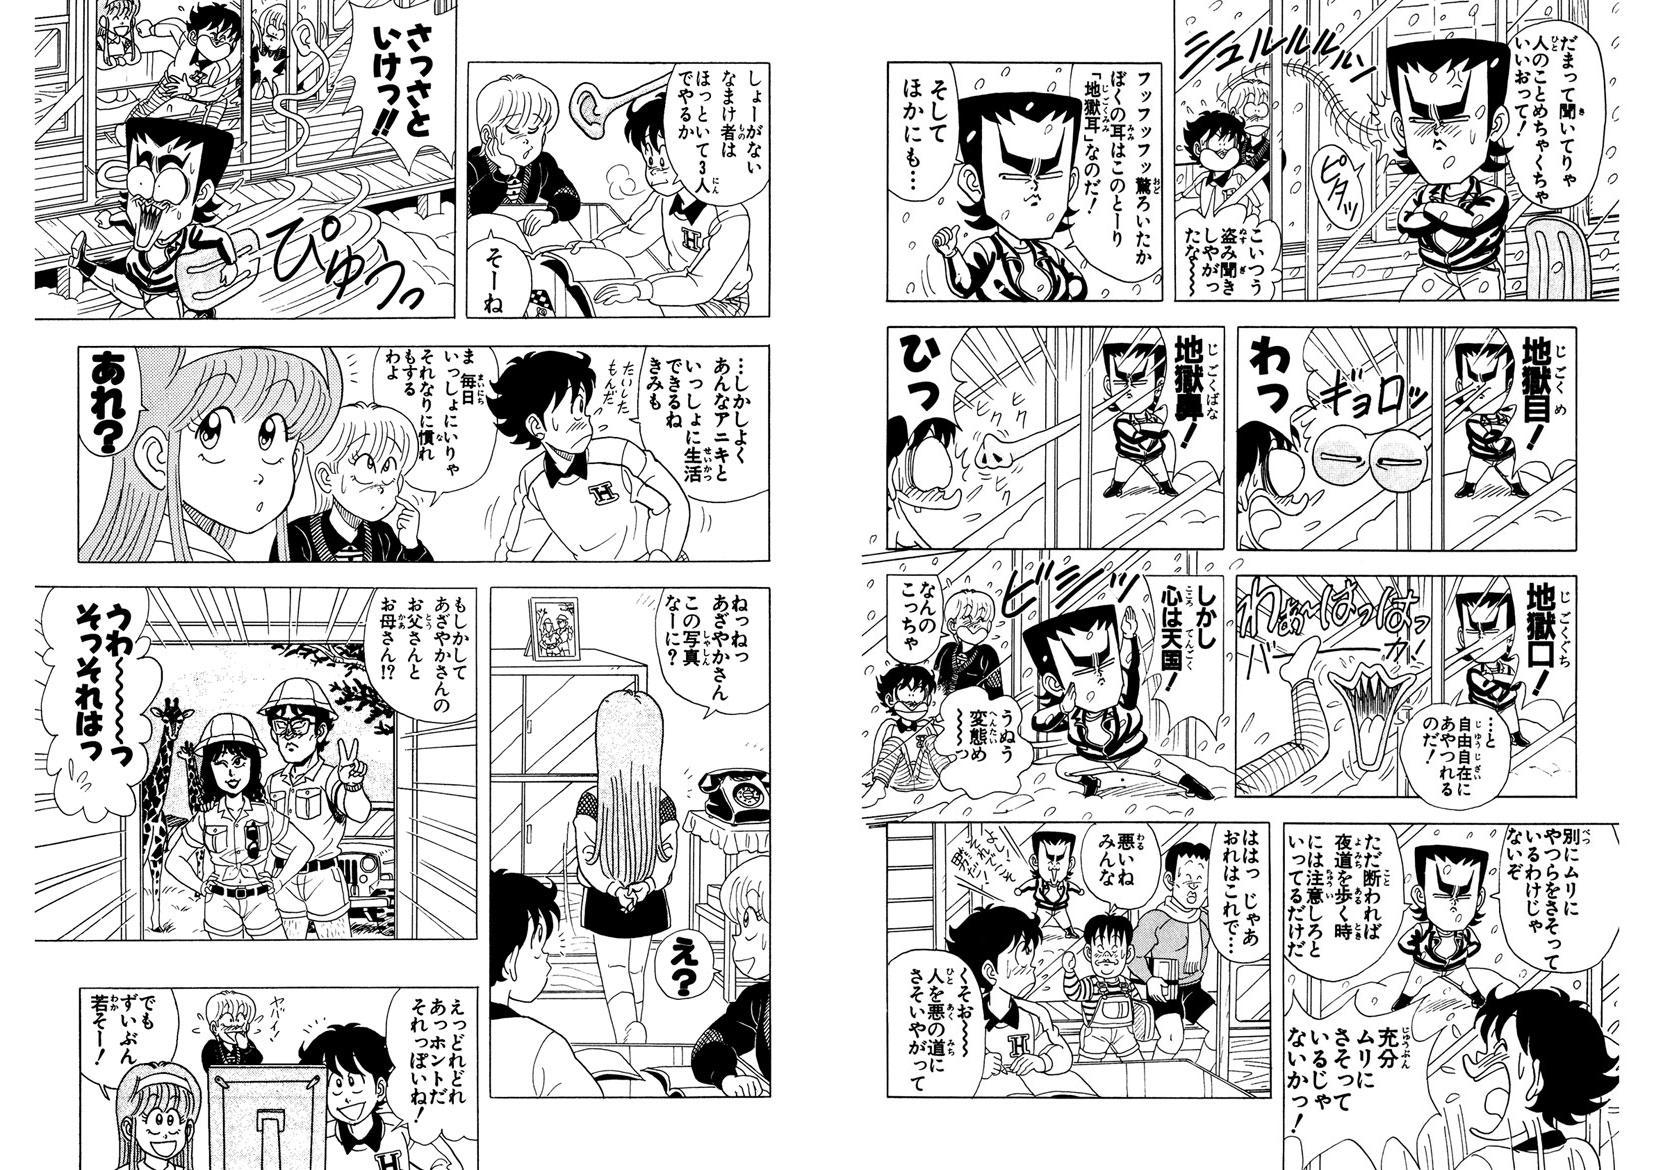 だまって聞いてりゃ
人のことめちゃくちゃ
いいおって！
シュルルルルッ
ピタッ
こいつう
盗み聞き
しやがっ
たな〜〜
フッフッフッフッ驚ろいたか
ぼくの耳はこのとーり
「地獄耳」なのだ！
そして
ほかにも…
地獄目！
ギョロッ
わっ
地獄鼻！
ひっ
地獄口！
わぁ〜はっはっはっ
カバー
カ！
…と
自由自在に
あやつれる
のだ！
しかし
心は天国！
ビシッ
なんの
こっちゃ
うぬう
変態め
〜〜っ
別にムリに
やつらをさそって
いるわけじゃ
ないぞ
ただ断われば
夜道を歩く時
には注意しろと
いってるだけだ
充分
ムリに
さそって
いるじゃ
ないかっ！
ははっ じゃあ
おれはこれで…
悪いね
みんな
くそお〜〜
人を悪の道に
さそいやがって
H
しょーがない
なまけ者は
ほっといて3人
でやるか
H
そーね
さっさと
いけっ!!
H
ぴゅうっ
…しかしよく
あんなアニキと
いっしょに生活
できるね
きみも
たいした
もんだ
H
ま 毎日
いっしょにいりゃ
それなりに慣れ
もする
わよ
あれ？
ねっねっ
あざやかさん
この写真
なーに？
え？
もしかして
あざやかさんの
お父さんと
お母さん!?
うわ〜〜〜っ
そっそれはっ
えっどれどれ
あっホントだ
それっぽいね！
ヤバイ！
H
でも
ずいぶん
若そー！